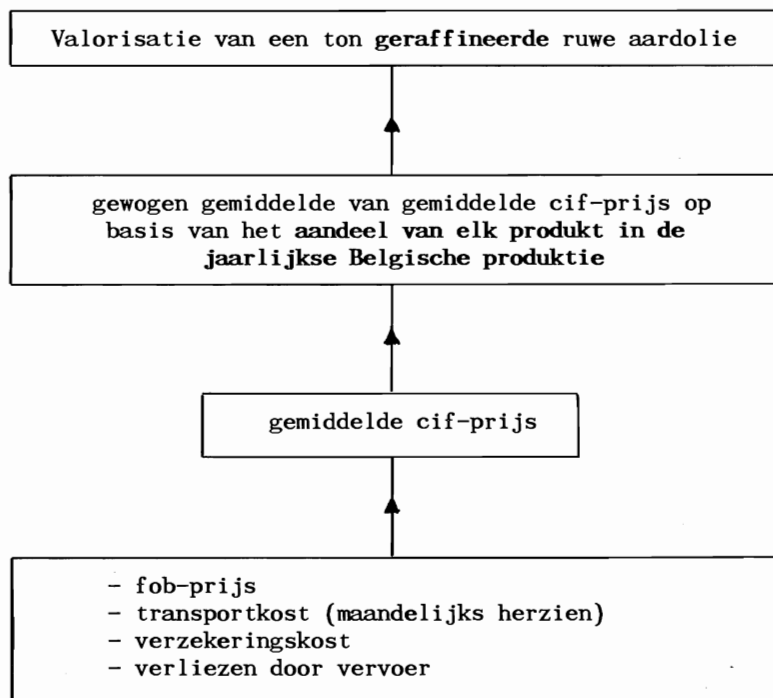 Valorisatie van een ton geraffineerde ruwe aardolie
gewogen gemiddelde van gemiddelde cif-prijs op
basis van het aandeel van elk produkt in de
jaarlijkse Belgische produktie
gemiddelde cif-prijs
- fob-prijs
- transportkost (maandelijks herzien)
- verzekeringskost
- verliezen door vervoer